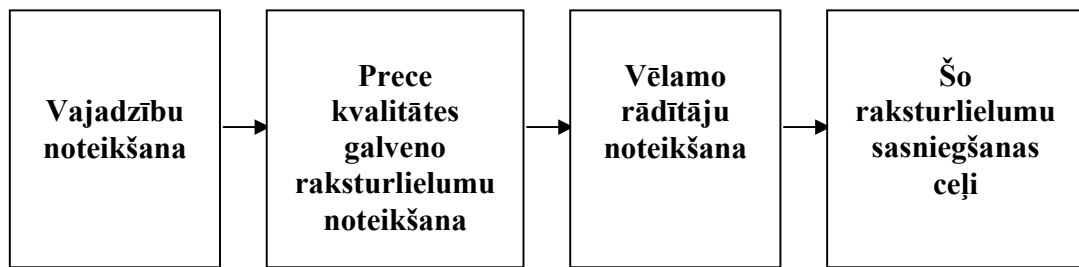 Vajadzību
noteikšana
Prece
kvalitātes
galveno
raksturlielumu
noteikšana
Vēlamo
rādītāju
noteikšana
Šo
raksturlielumu
sasniegšanas
ceļi